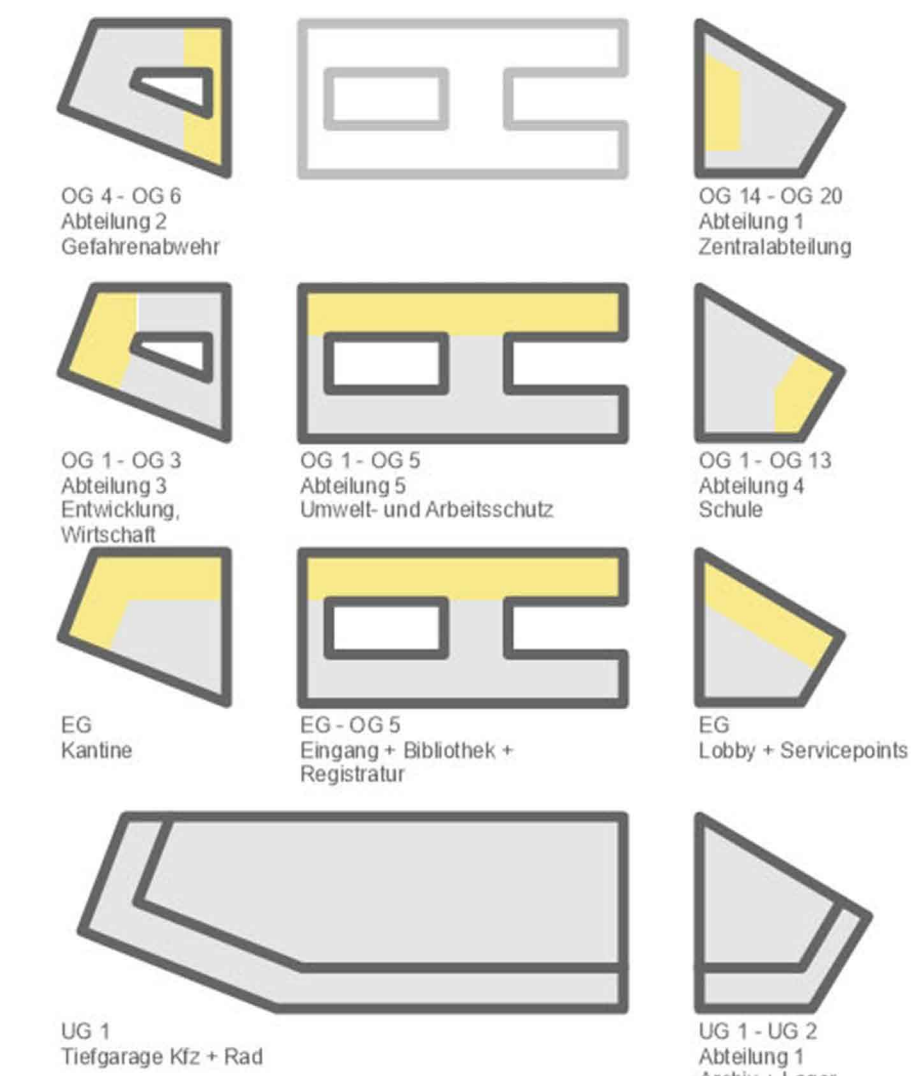 OG 4 - OG 6
Abteilung 2
Gefahrenabwehr
OG 14 - OG 20
Abteilung 1
Zentralabteilung
OG 1 - OG 3
Abteilung 3
Entwicklung,
Wirtschaft
OG 1 - OG 5
Abteilung 5
Umwelt- und Arbeitsschutz
OG 1 - OG 13
Abteilung 4
Schule
EG
Kantine
EG - OG 5
Eingang + Bibliothek +
Registratur
EG
Lobby + Servicepoints
UG 1
Tiefgarage Kfz + Rad
UG 1 - UG 2
Abteilung 1